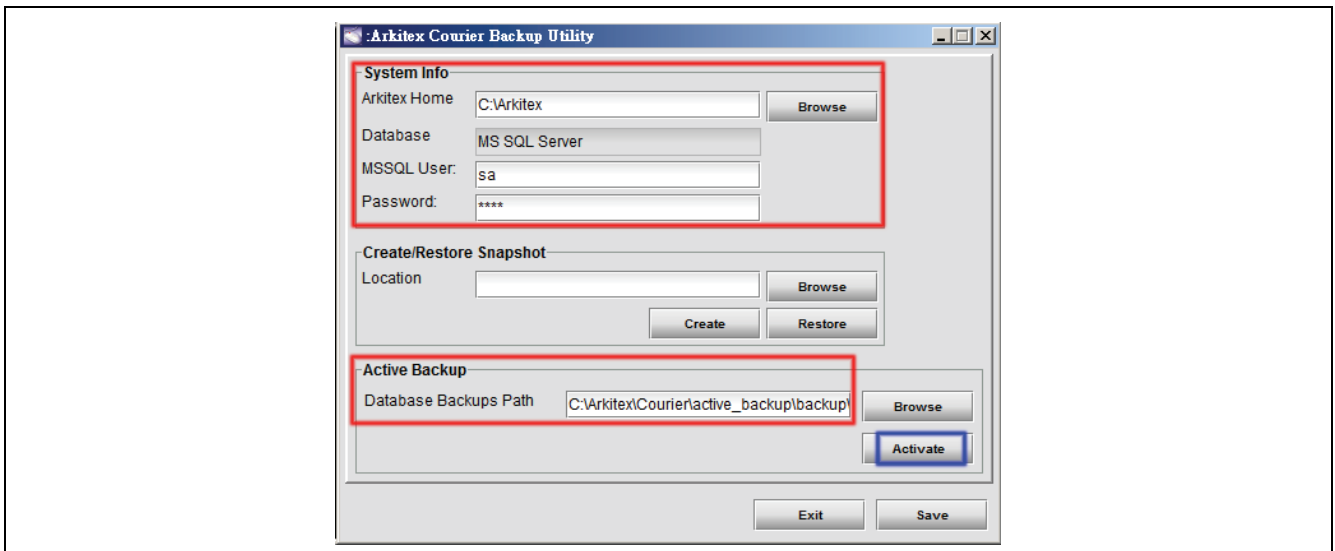 :Arkitex Courier Backup Utility
System Info
Arkitex Home C:\Arkitex Browse
Database MS SQL Server
MSSQL User: sa
Password: ****
Create/Restore Snapshot
Location Browse
Create Restore
Active Backup
Database Backups Path C:\Arkitex\Courier\active_backup\backup\ Browse
Activate
Exit Save